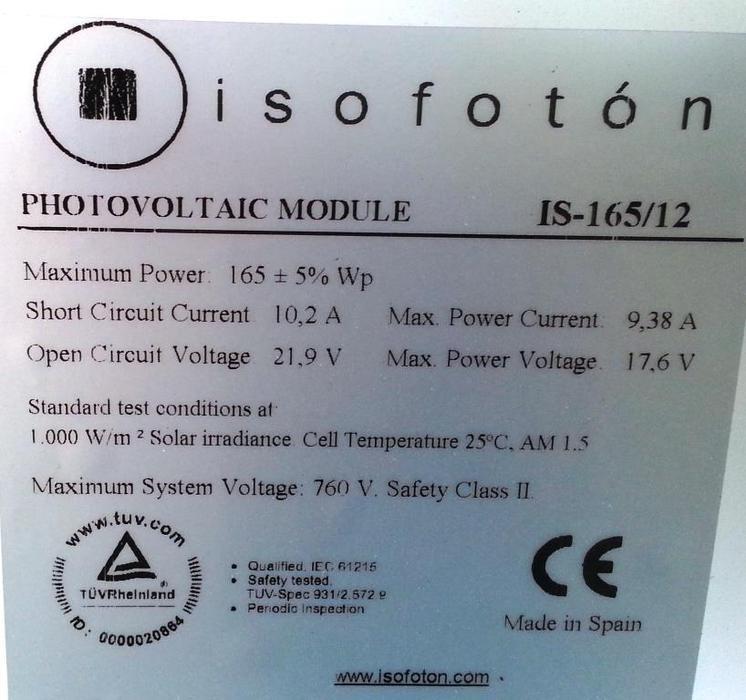 isofotón
PHOTOVOLTAIC MODULE IS-165/12
Maximum Power: 165 ± 5% Wp
Short Circuit Current 10,2 A Max. Power Current: 9,38 A
Open Circuit Voltage 21,9 V Max. Power Voltage. 17,6 V
Standard test conditions at:
1.000 W/m ² Solar irradiance Cell Temperature 25ºC, AM 1.5
Maximum System Voltage: 760 V. Safety Class II.
www.tuv.com
TÜVRheinland
ID: 0000020864
• Qualified, IEC 61215
• Safety tested,
TUV-Spec 931/2.572 9
• Periodic Inspection
CE
Made in Spain
www.isofoton.com